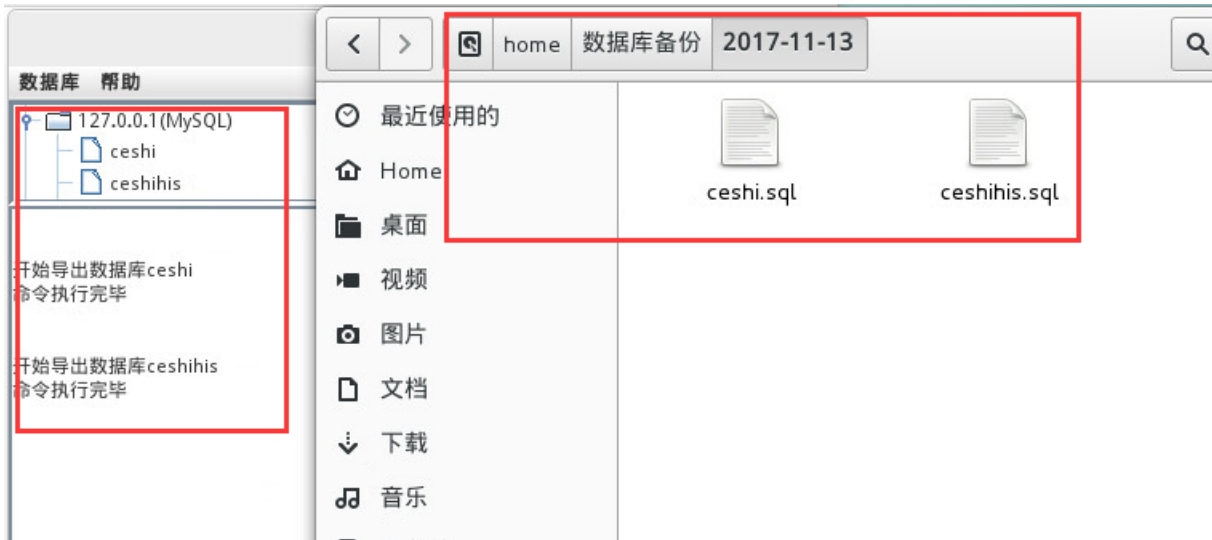 数据库 帮助
127.0.0.1(MySQL)
ceshi
ceshihis
开始导出数据库ceshi
命令执行完毕
开始导出数据库ceshihis
命令执行完毕
home 数据库备份 2017-11-13
最近使用的
Home
桌面
视频
图片
文档
下载
音乐
ceshi.sql
ceshihis.sql